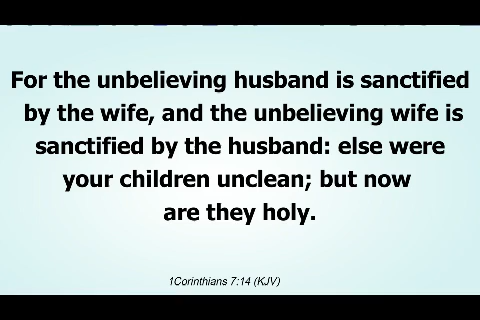 For the unbelieving husband is sanctified
by the wife, and the unbelieving wife is
sanctified by the husband: else were
your children unclean; but now
are they holy.
1Corinthians 7:14 (KJV)